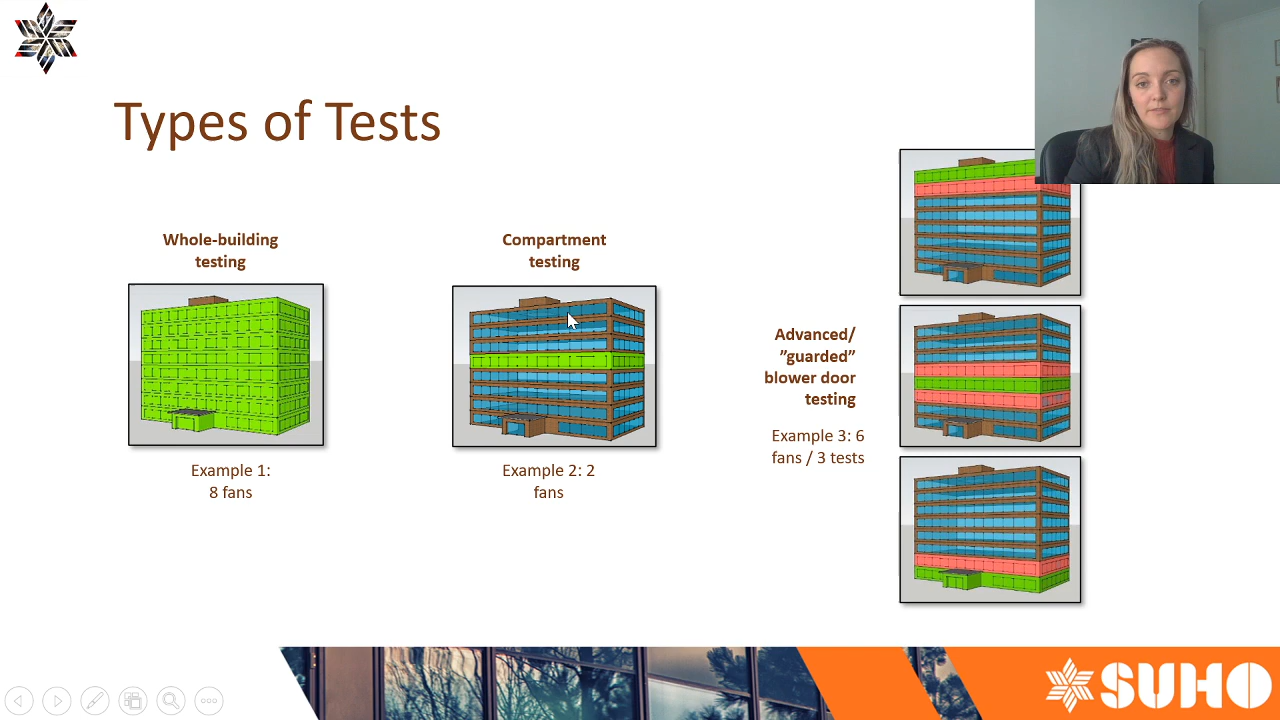 Types of Tests
Whole-building
testing
Example 1:
8 fans
Compartment
testing
Example 2: 2
fans
Advanced/
”guarded”
blower door
testing
Example 3: 6
fans / 3 tests
SUHO